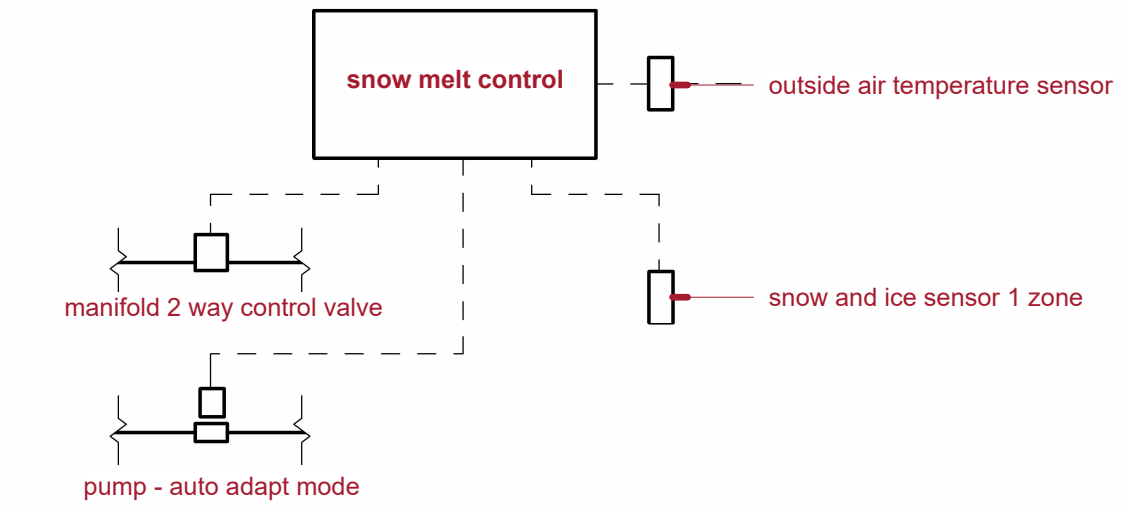 snow melt control
outside air temperature sensor
manifold 2 way control valve
snow and ice sensor 1 zone
pump - auto adapt mode